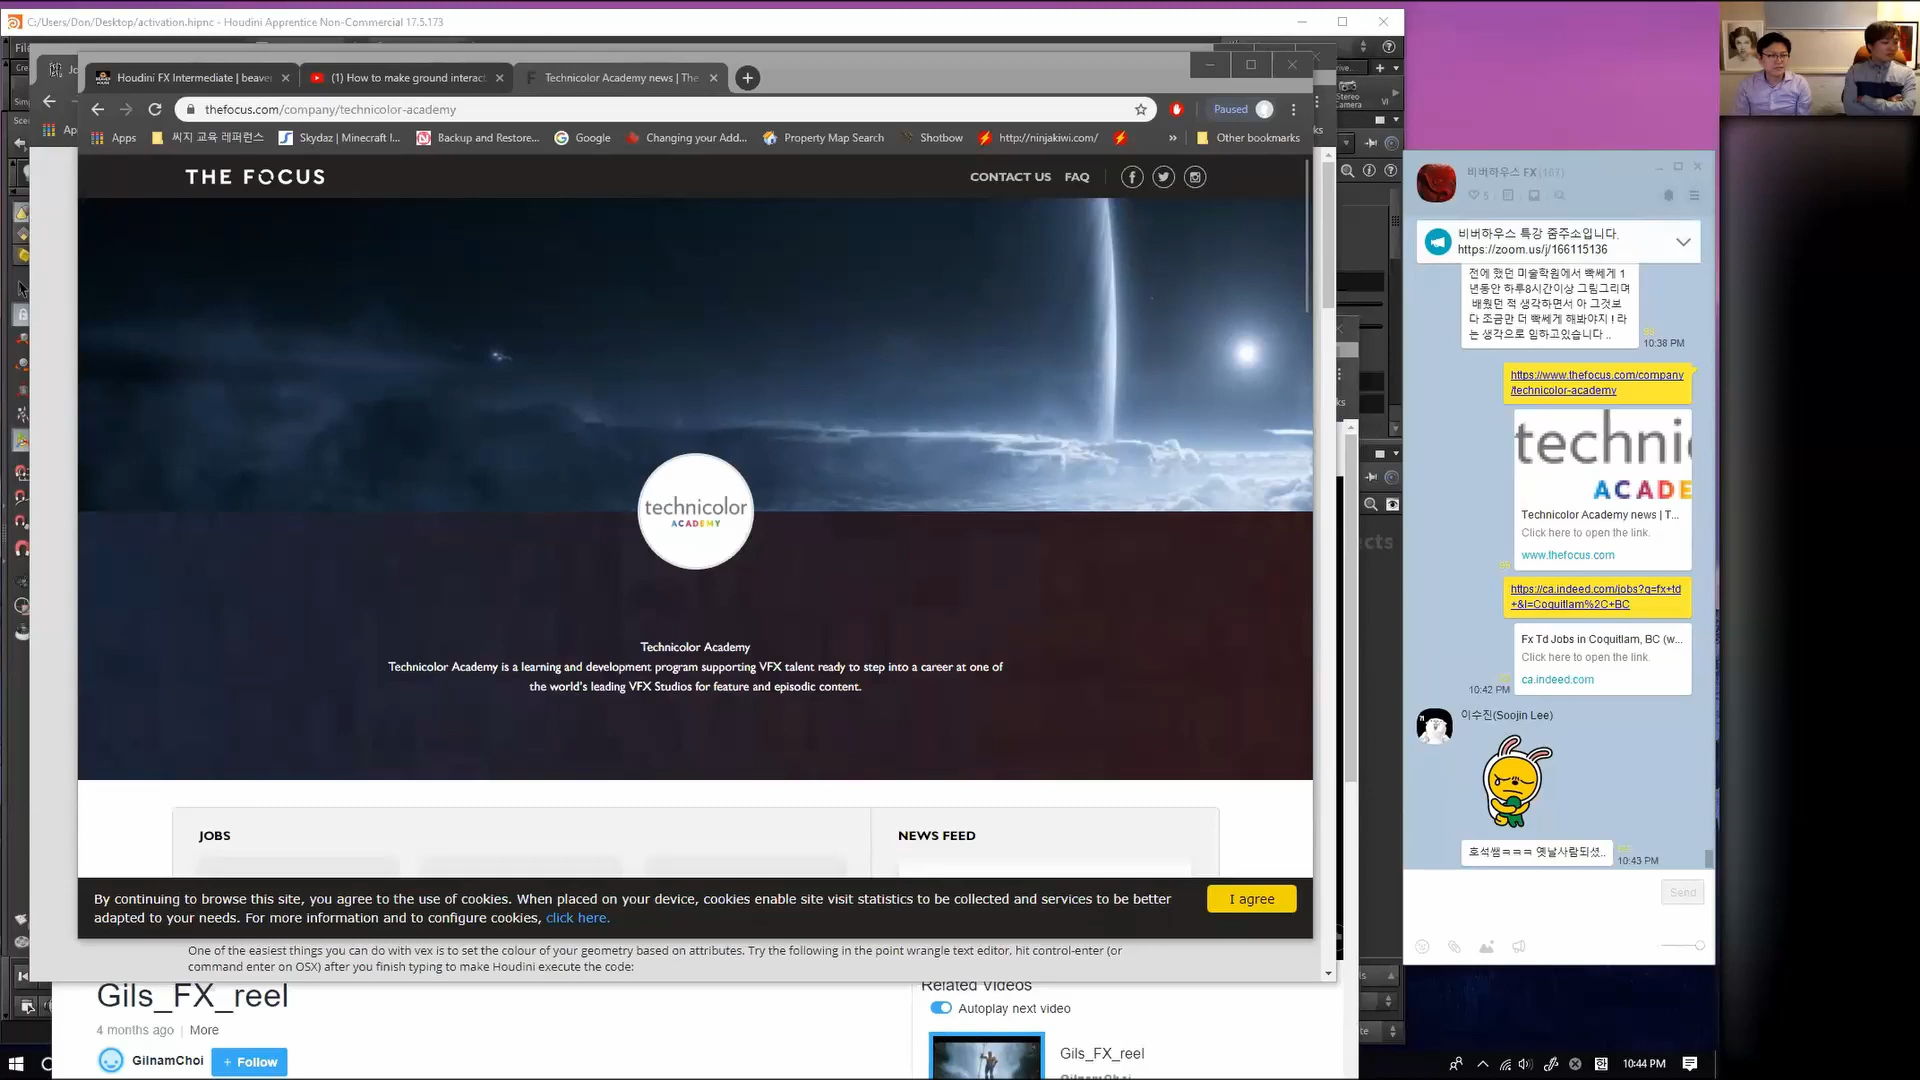 C:/Users/Don/Desktop/activation.hipnc - Houdini Apprentice Non-Commercial 17.5.173
File
Houdini FX Intermediate | beaver
(1) How to make ground interact
Technicolor Academy news | The
thefocus.com/company/technicolor-academy
Paused
Stereo
Camera
Apps
씨지 교육 레퍼런스
Skydaz | Minecraft l...
Backup and Restore...
Google
Changing your Add...
Property Map Search
Shotbow
http://ninjakiwi.com/
»
Other bookmarks
THE FOCUS
CONTACT US
FAQ
technicolor
ACADEMY
Technicolor Academy
Technicolor Academy is a learning and development program supporting VFX talent ready to step into a career at one of
the world's leading VFX Studios for feature and episodic content.
JOBS
NEWS FEED
By continuing to browse this site, you agree to the use of cookies. When placed on your device, cookies enable site visit statistics to be collected and services to be better
adapted to your needs. For more information and to configure cookies, click here.
I agree
One of the easiest things you can do with vex is to set the colour of your geometry based on attributes. Try the following in the point wrangle text editor, hit control-enter (or
command enter on OSX) after you finish typing to make Houdini execute the code:
Gils_FX_reel
4 months ago | More
GilnamChoi
+ Follow
Related Videos
Autoplay next video
Gils_FX_reel
GilnamChoi
비버하우스 FX (107)
5
비버하우스 특강 줌주소입니다.
https://zoom.us/j/166115136
전에 했던 미술학원에서 빡쎄게 1
년동안 하루8시간이상 그림그리며
배웠던 적 생각하면서 아 그것보
다 조금만 더 빡쎄게 해봐야지 ! 라
는 생각으로 임하고있습니다 ..
10:38 PM
https://www.thefocus.com/company
/technicolor-academy
techni
ACADE
Technicolor Academy news | T...
Click here to open the link.
www.thefocus.com
https://ca.indeed.com/jobs?q=fx+td
+&l=Coquitlam%2C+BC
Fx Td Jobs in Coquitlam, BC (w...
Click here to open the link.
ca.indeed.com
10:42 PM
이수진(Soojin Lee)
호석쌤ㅋㅋㅋ 옛날사람되셨..
10:43 PM
Send
10:44 PM